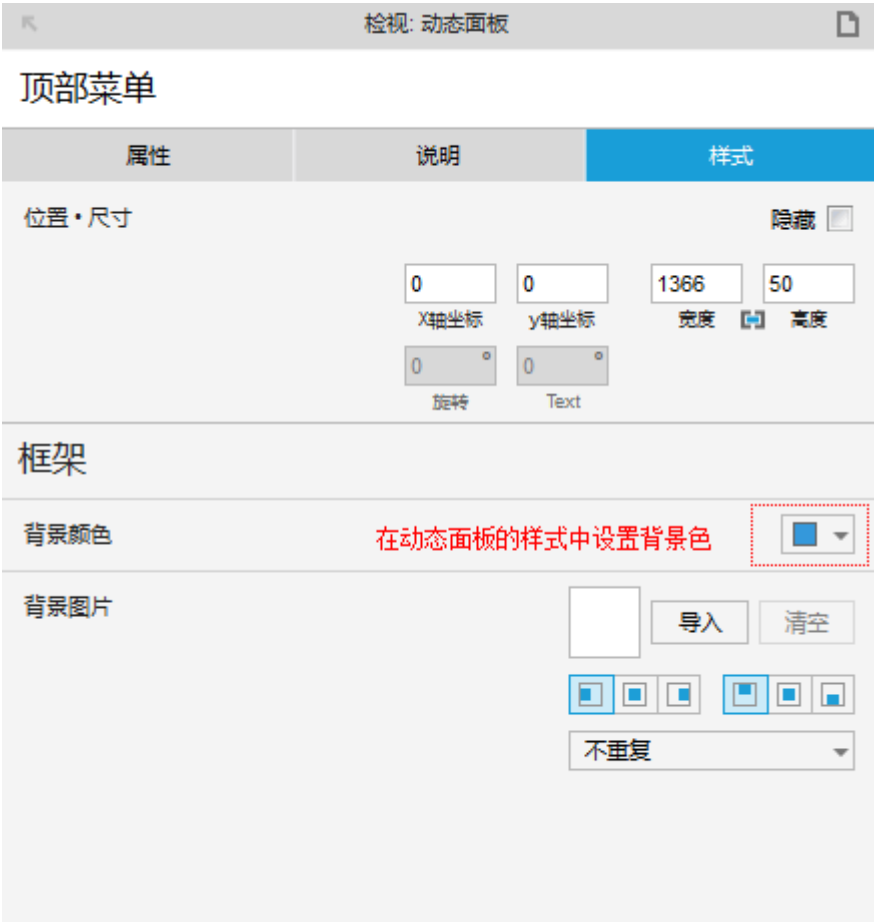 检视: 动态面板
顶部菜单
属性 说明 样式
位置 • 尺寸 隐藏
0 0 1366 50
X轴坐标 y轴坐标 宽度 高度
0° 0°
旋转 Text
框架
背景颜色 在动态面板的样式中设置背景色
背景图片 导入 清空
不重复